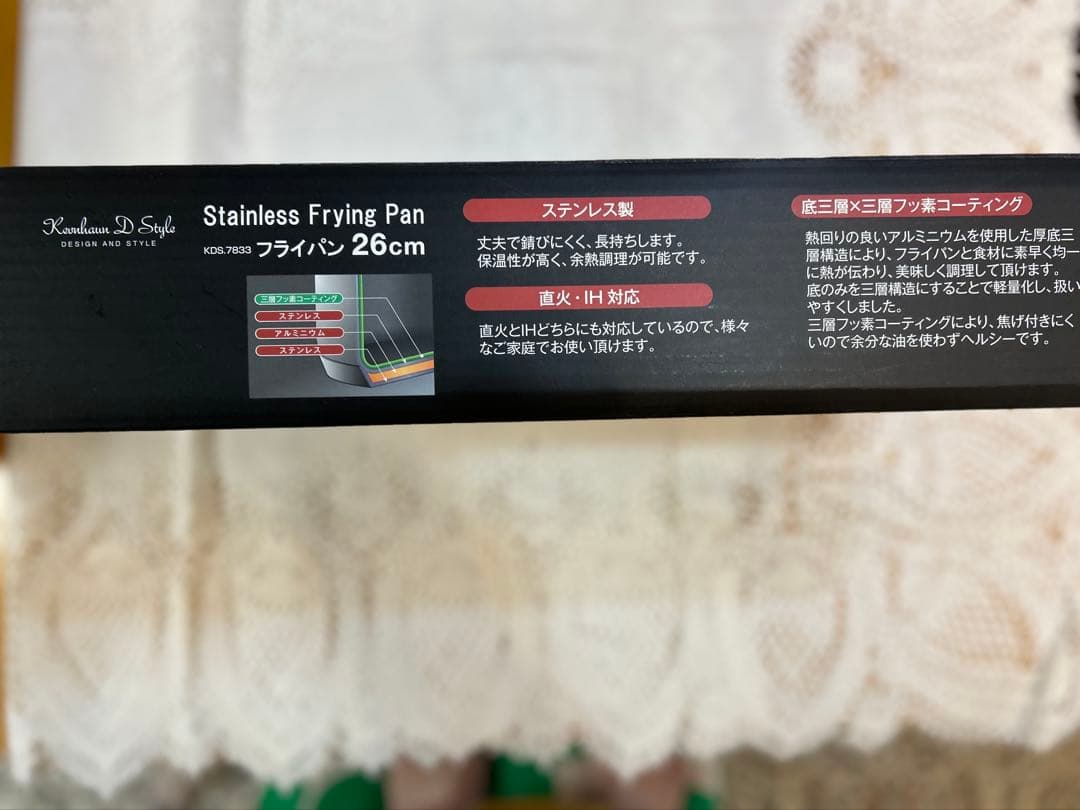 Kernhaun D Style
DESIGN AND STYLE
Stainless Frying Pan
KDS.7833 フライパン 26cm
三層フッ素コーティング
ステンレス
アルミニウム
ステンレス
ステンレス製
丈夫で錆びにくく、長持ちします。
保温性が高く、余熱調理が可能です。
直火・IH 対応
直火とIHどちらにも対応しているので、様々
なご家庭でお使い頂けます。
底三層×三層フッ素コーティング
熱回りの良いアルミニウムを使用した厚底三
層構造により、フライパンと食材に素早く均一
に熱が伝わり、美味しく調理して頂けます。
底のみを三層構造にすることで軽量化し、扱い
やすくしました。
三層フッ素コーティングにより、焦げ付きにく
いので余分な油を使わずヘルシーです。